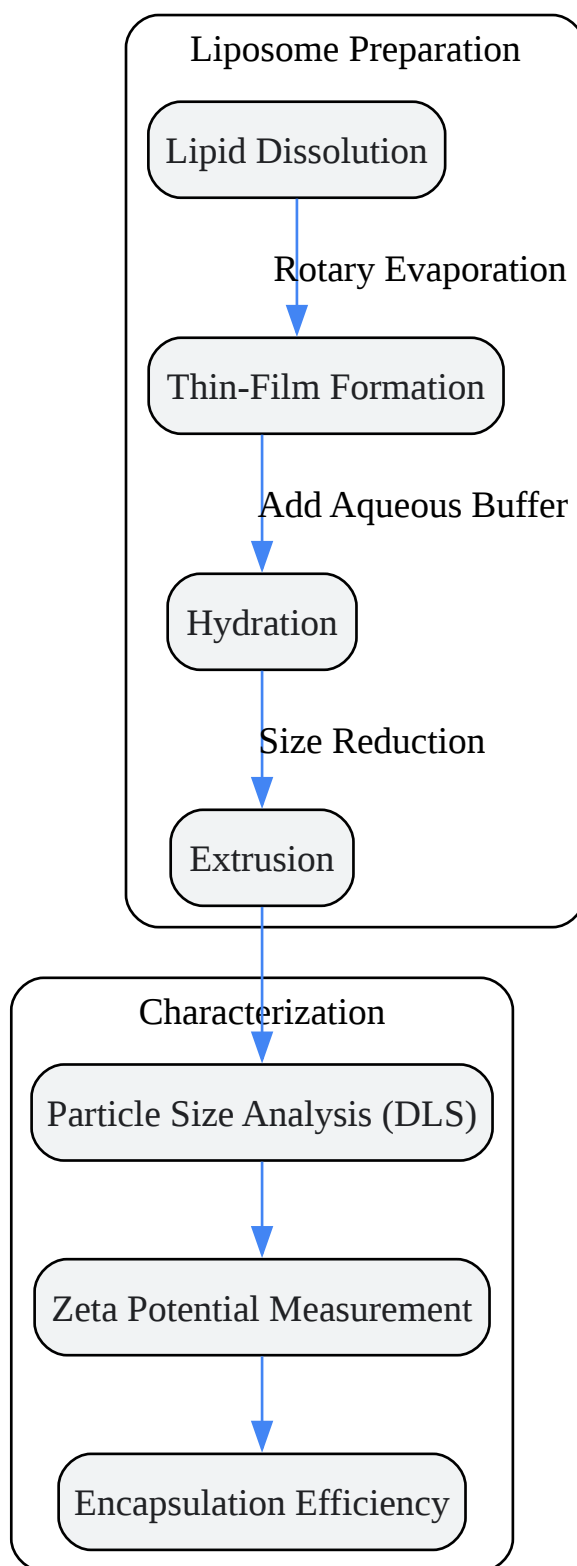 Liposome Preparation
Lipid Dissolution
Rotary Evaporation
Thin-Film Formation
Add Aqueous Buffer
Hydration
Size Reduction
Extrusion
Characterization
Particle Size Analysis (DLS)
Zeta Potential Measurement
Encapsulation Efficiency